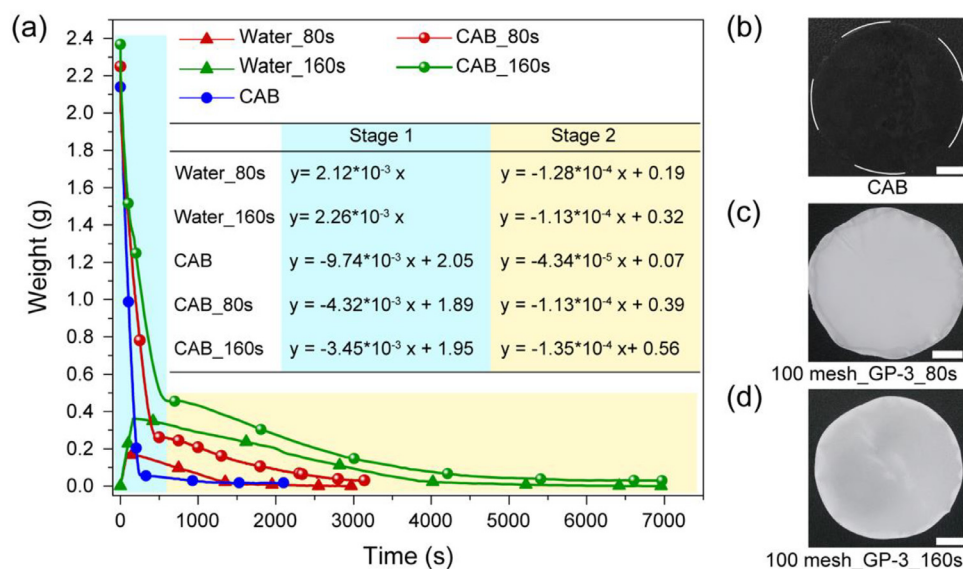 (a)
Weight (g)
2.4
2.2
2.0
1.8
1.6
1.4
1.2
1.0
0.8
0.6
0.4
0.2
0.0
Water_80s CAB_80s
Water_160s CAB_160s
CAB
Stage 1 Stage 2
Water_80s y= 2.12*10⁻³ x y = -1.28*10⁻⁴ x + 0.19
Water_160s y= 2.26*10⁻³ x y = -1.13*10⁻⁴ x + 0.32
CAB y = -9.74*10⁻³ x + 2.05 y = -4.34*10⁻⁵ x + 0.07
CAB_80s y = -4.32*10⁻³ x + 1.89 y = -1.13*10⁻⁴ x + 0.39
CAB_160s y = -3.45*10⁻³ x + 1.95 y = -1.35*10⁻⁴ x+ 0.56
0 1000 2000 3000 4000 5000 6000 7000
Time (s)
(b)
CAB
(c)
100 mesh_GP-3_80s
(d)
100 mesh_GP-3_160s